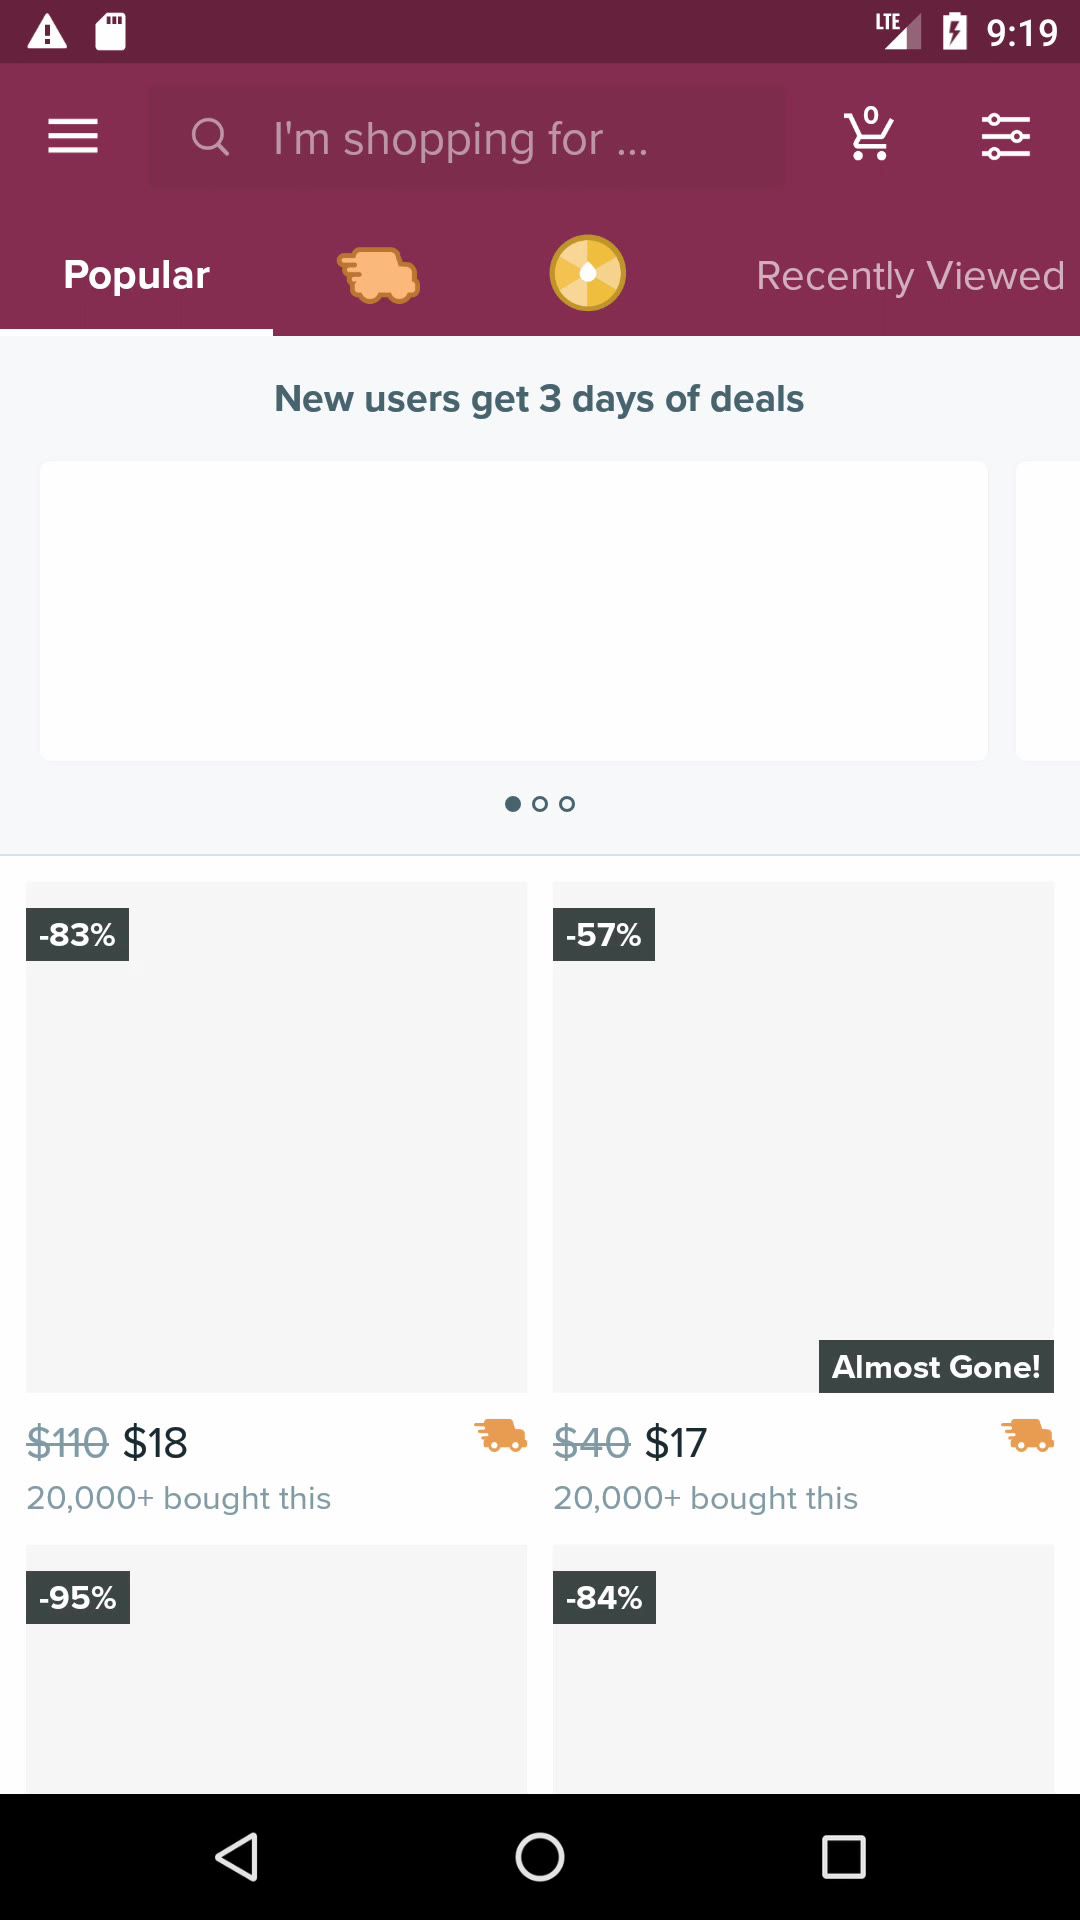 LTE 9:19
I'm shopping for ...
0
Popular
Recently Viewed
New users get 3 days of deals
-83%
-57%
Almost Gone!
$110 $18
$40 $17
20,000+ bought this
20,000+ bought this
-95%
-84%